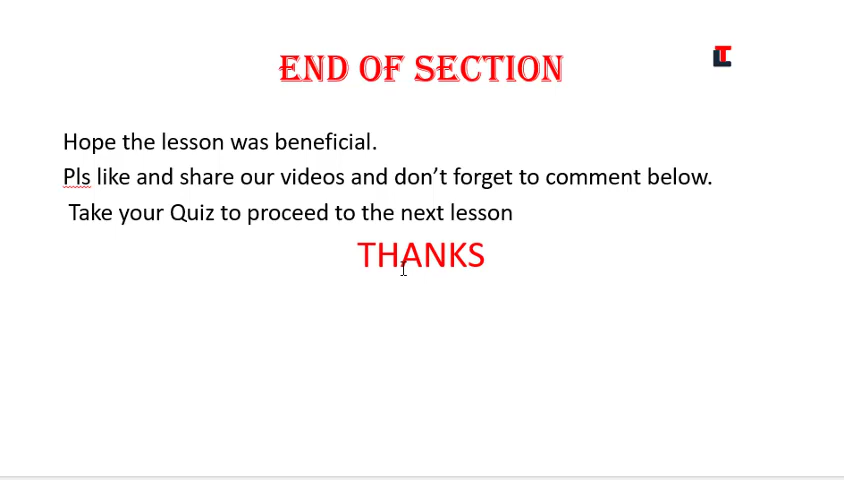 END OF SECTION
LT
Hope the lesson was beneficial.
Pls like and share our videos and don’t forget to comment below.
Take your Quiz to proceed to the next lesson
THANKS